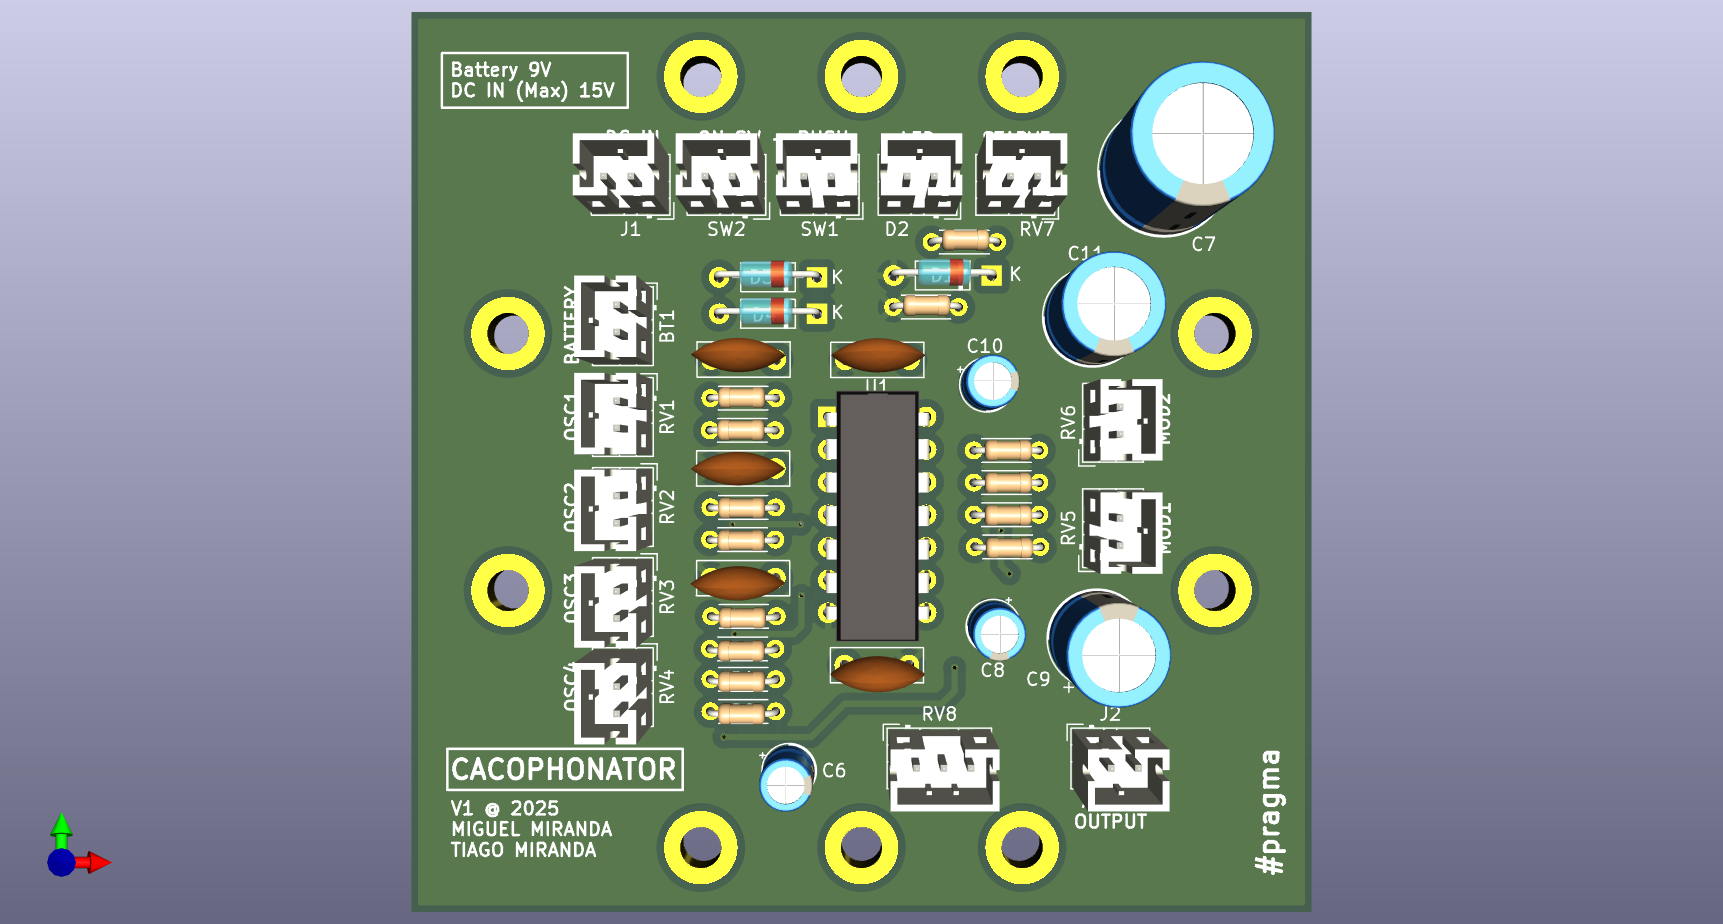 Battery 9V
DC IN (Max) 15V
J1
SW2
SW1
D2
RV7
C7
C11
K
K
K
BATTERY
BT1
C10
U1
OSC1
RV1
RV6
MOD2
OSC2
RV2
RV5
MOD1
OSC3
RV3
C8
C9
OSC4
RV4
RV8
J2
C6
OUTPUT
CACOPHONATOR
V1 @ 2025
MIGUEL MIRANDA
TIAGO MIRANDA
#pragma